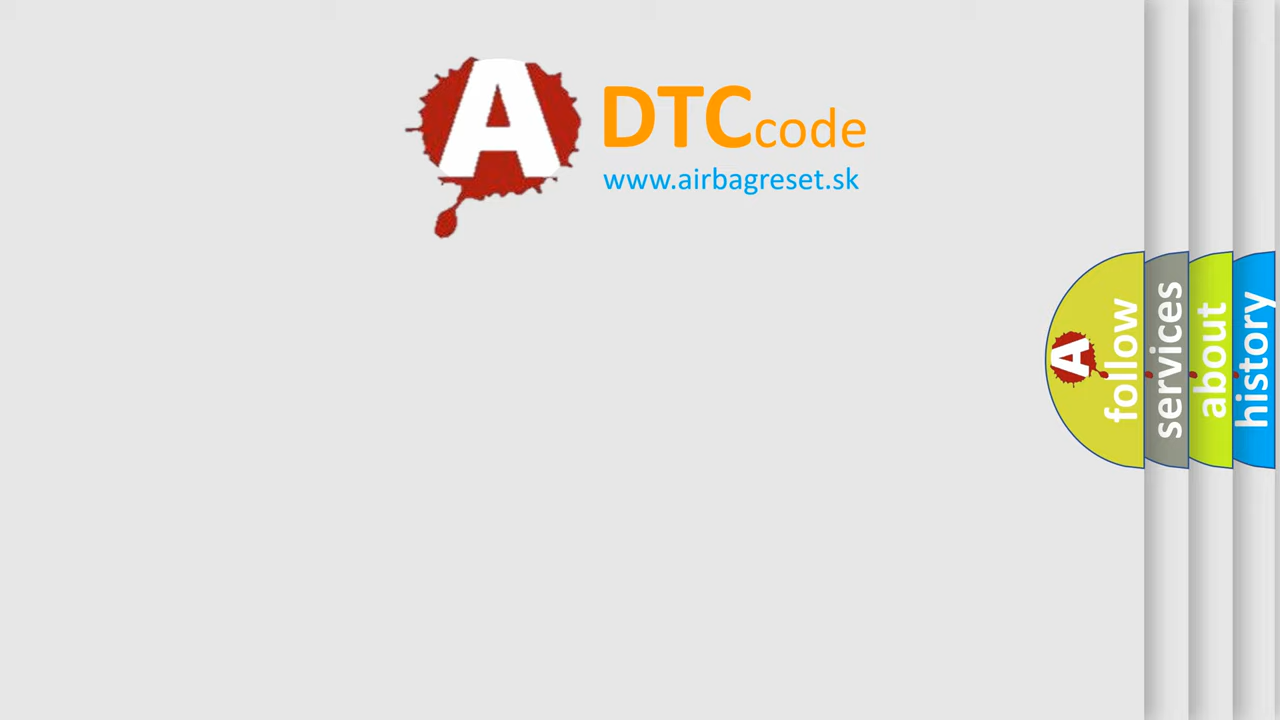 A
DTCcode
www.airbagreset.sk
A
follow
services
about
history